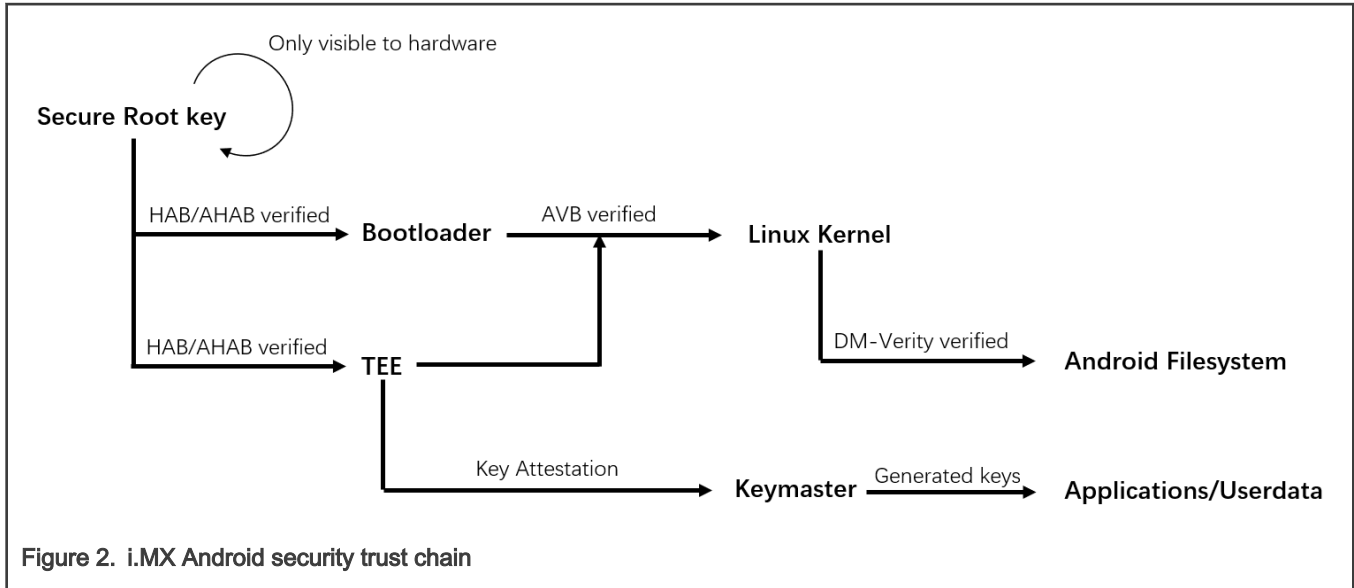 Only visible to hardware
Secure Root key
HAB/AHAB verified
Bootloader
AVB verified
Linux Kernel
HAB/AHAB verified
TEE
DM-Verity verified
Android Filesystem
Key Attestation
Keymaster
Generated keys
Applications/Userdata
Figure 2. i.MX Android security trust chain